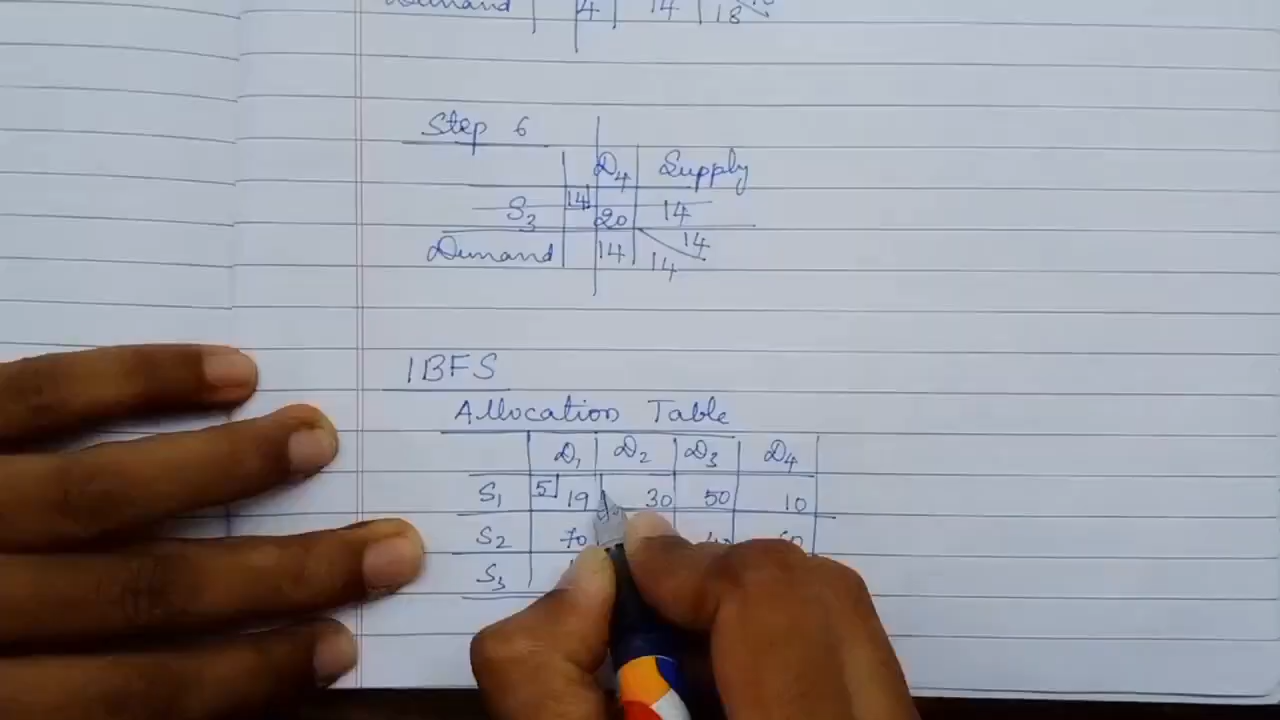 Demand 4 14 18
Step 6
D4 Supply
S3 14 20 14
Demand 14 14 14
IBFS
Allocation Table
D1 D2 D3 D4
S1 5 19 30 50 10
S2 70
S3